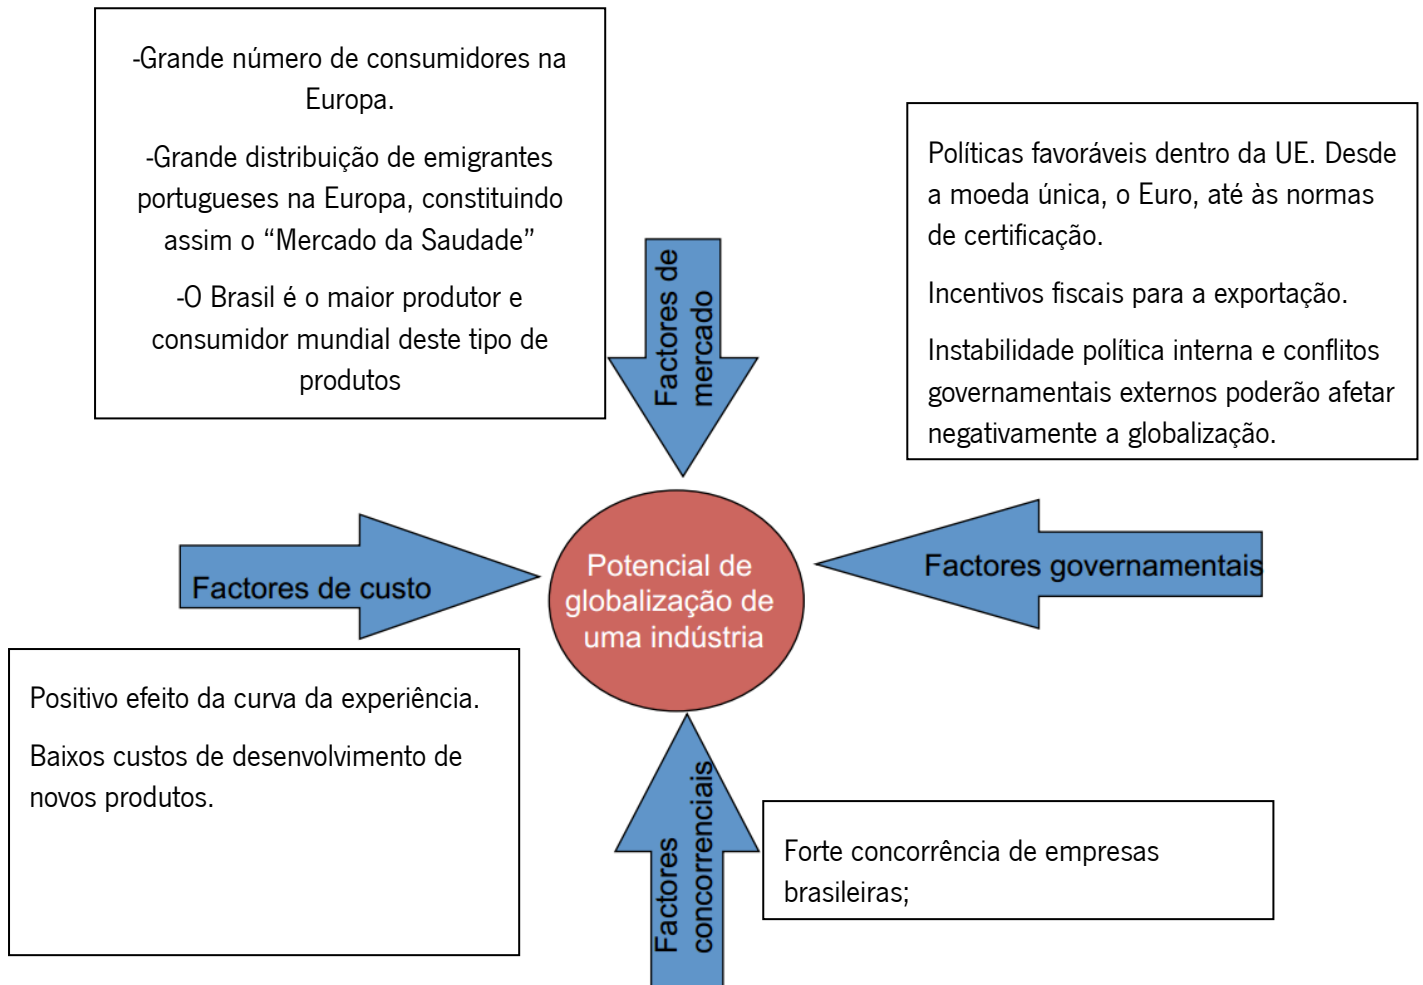 -Grande número de consumidores na
Europa.
-Grande distribuição de emigrantes
portugueses na Europa, constituindo
assim o “Mercado da Saudade”
-O Brasil é o maior produtor e
consumidor mundial deste tipo de
produtos
Políticas favoráveis dentro da UE. Desde
a moeda única, o Euro, até às normas
de certificação.
Incentivos fiscais para a exportação.
Instabilidade política interna e conflitos
governamentais externos poderão afetar
negativamente a globalização.
Factores de
mercado
Factores de custo
Potencial de
globalização de
uma indústria
Factores governamentais
Positivo efeito da curva da experiência.
Baixos custos de desenvolvimento de
novos produtos.
Factores
concorrenciais
Forte concorrência de empresas
brasileiras;